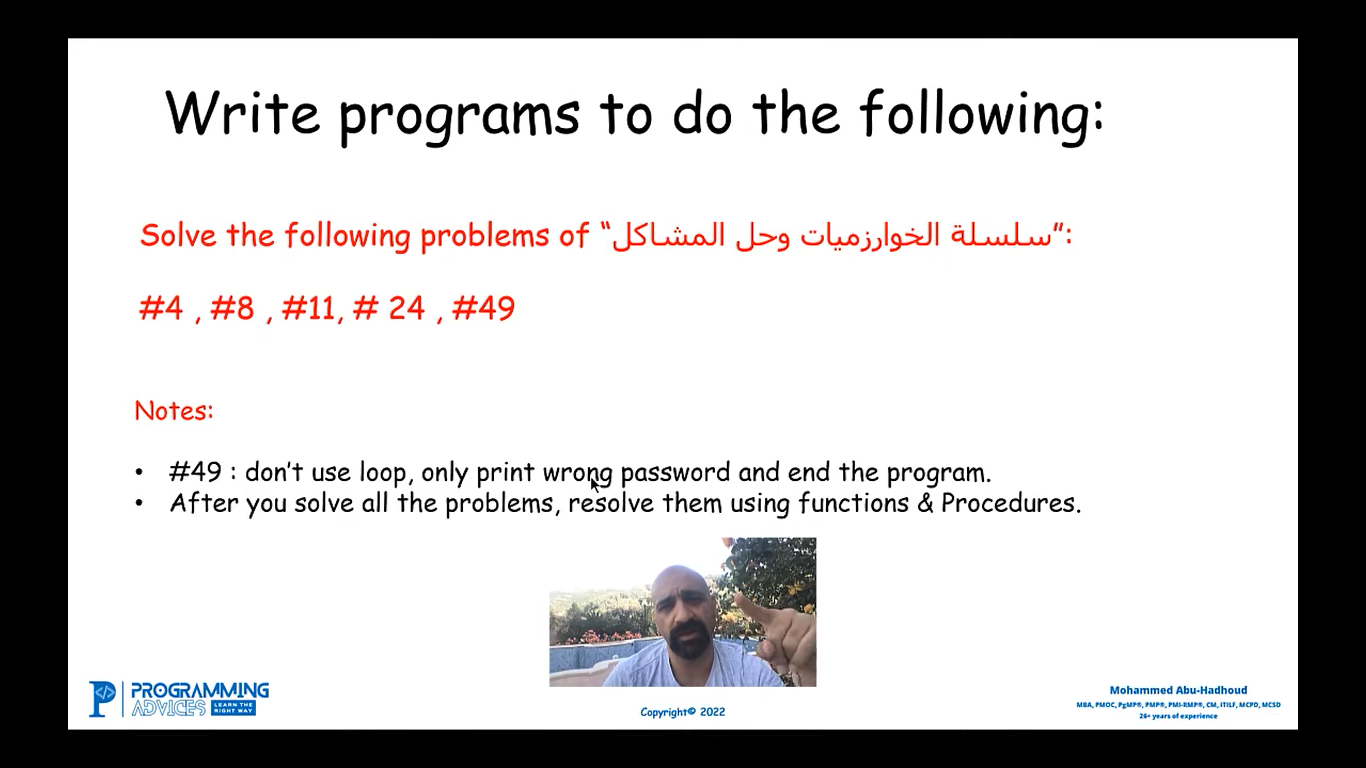 Write programs to do the following:
Solve the following problems of “سلسلة الخوارزميات وحل المشاكل”:
#4 , #8 , #11, # 24 , #49
Notes:
• #49 : don’t use loop, only print wrong password and end the program.
• After you solve all the problems, resolve them using functions & Procedures.
PROGRAMMING
ADVICES
LEARN THE
RIGHT WAY
Copyright© 2022
Mohammed Abu-Hadhoud
MBA, PMOC, PgMP®, PMP®, PMI-RMP®, CM, ITILF, MCPD, MCSD
26+ years of experience